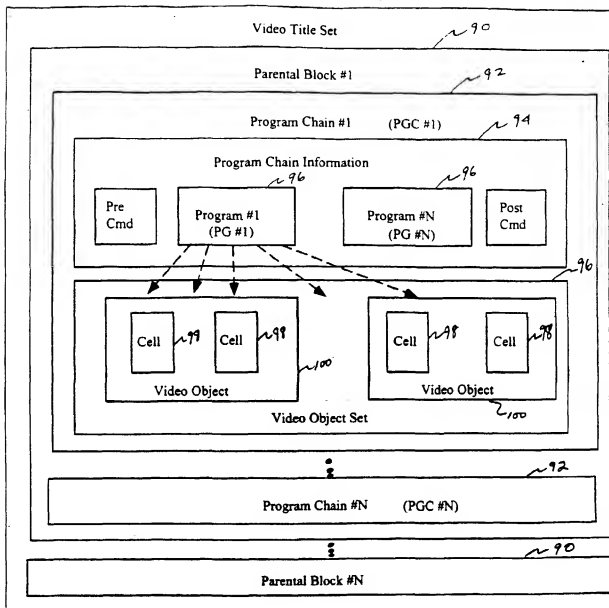 Video Title Set
90
Parental Block #1
92
Program Chain #1 (PGC #1)
94
Program Chain Information
96
96
Pre
Cmd
Program #1
(PG #1)
Program #N
(PG #N)
Post
Cmd
96
Cell
99
Cell
98
Cell
98
Cell
98
Video Object
100
Video Object
100
Video Object Set
92
Program Chain #N (PGC #N)
90
Parental Block #N